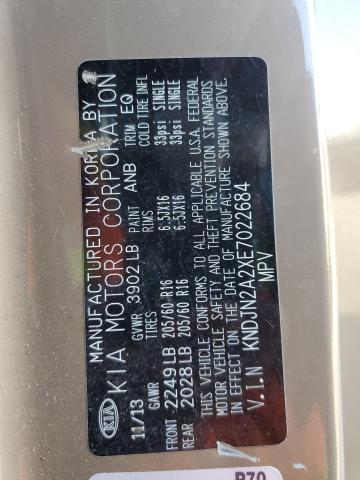 KIA
MANUFACTURED IN KOREA BY
KIA MOTORS CORPORATION
11/13 GVWR 3902 LB PAINT ANB TRIM EQ
GAWR TIRES RIMS COLD TIRE INFL
FRONT 2249 LB 205/60 R16 6.5JX16 33psi SINGLE
REAR 2028 LB 205/60 R16 6.5JX16 33psi SINGLE
THIS VEHICLE CONFORMS TO ALL APPLICABLE U.S.A. FEDERAL
MOTOR VEHICLE SAFETY AND THEFT PREVENTION STANDARDS
IN EFFECT ON THE DATE OF MANUFACTURE SHOWN ABOVE.
V.I.N KNDJN2A2XE7022684
MPV